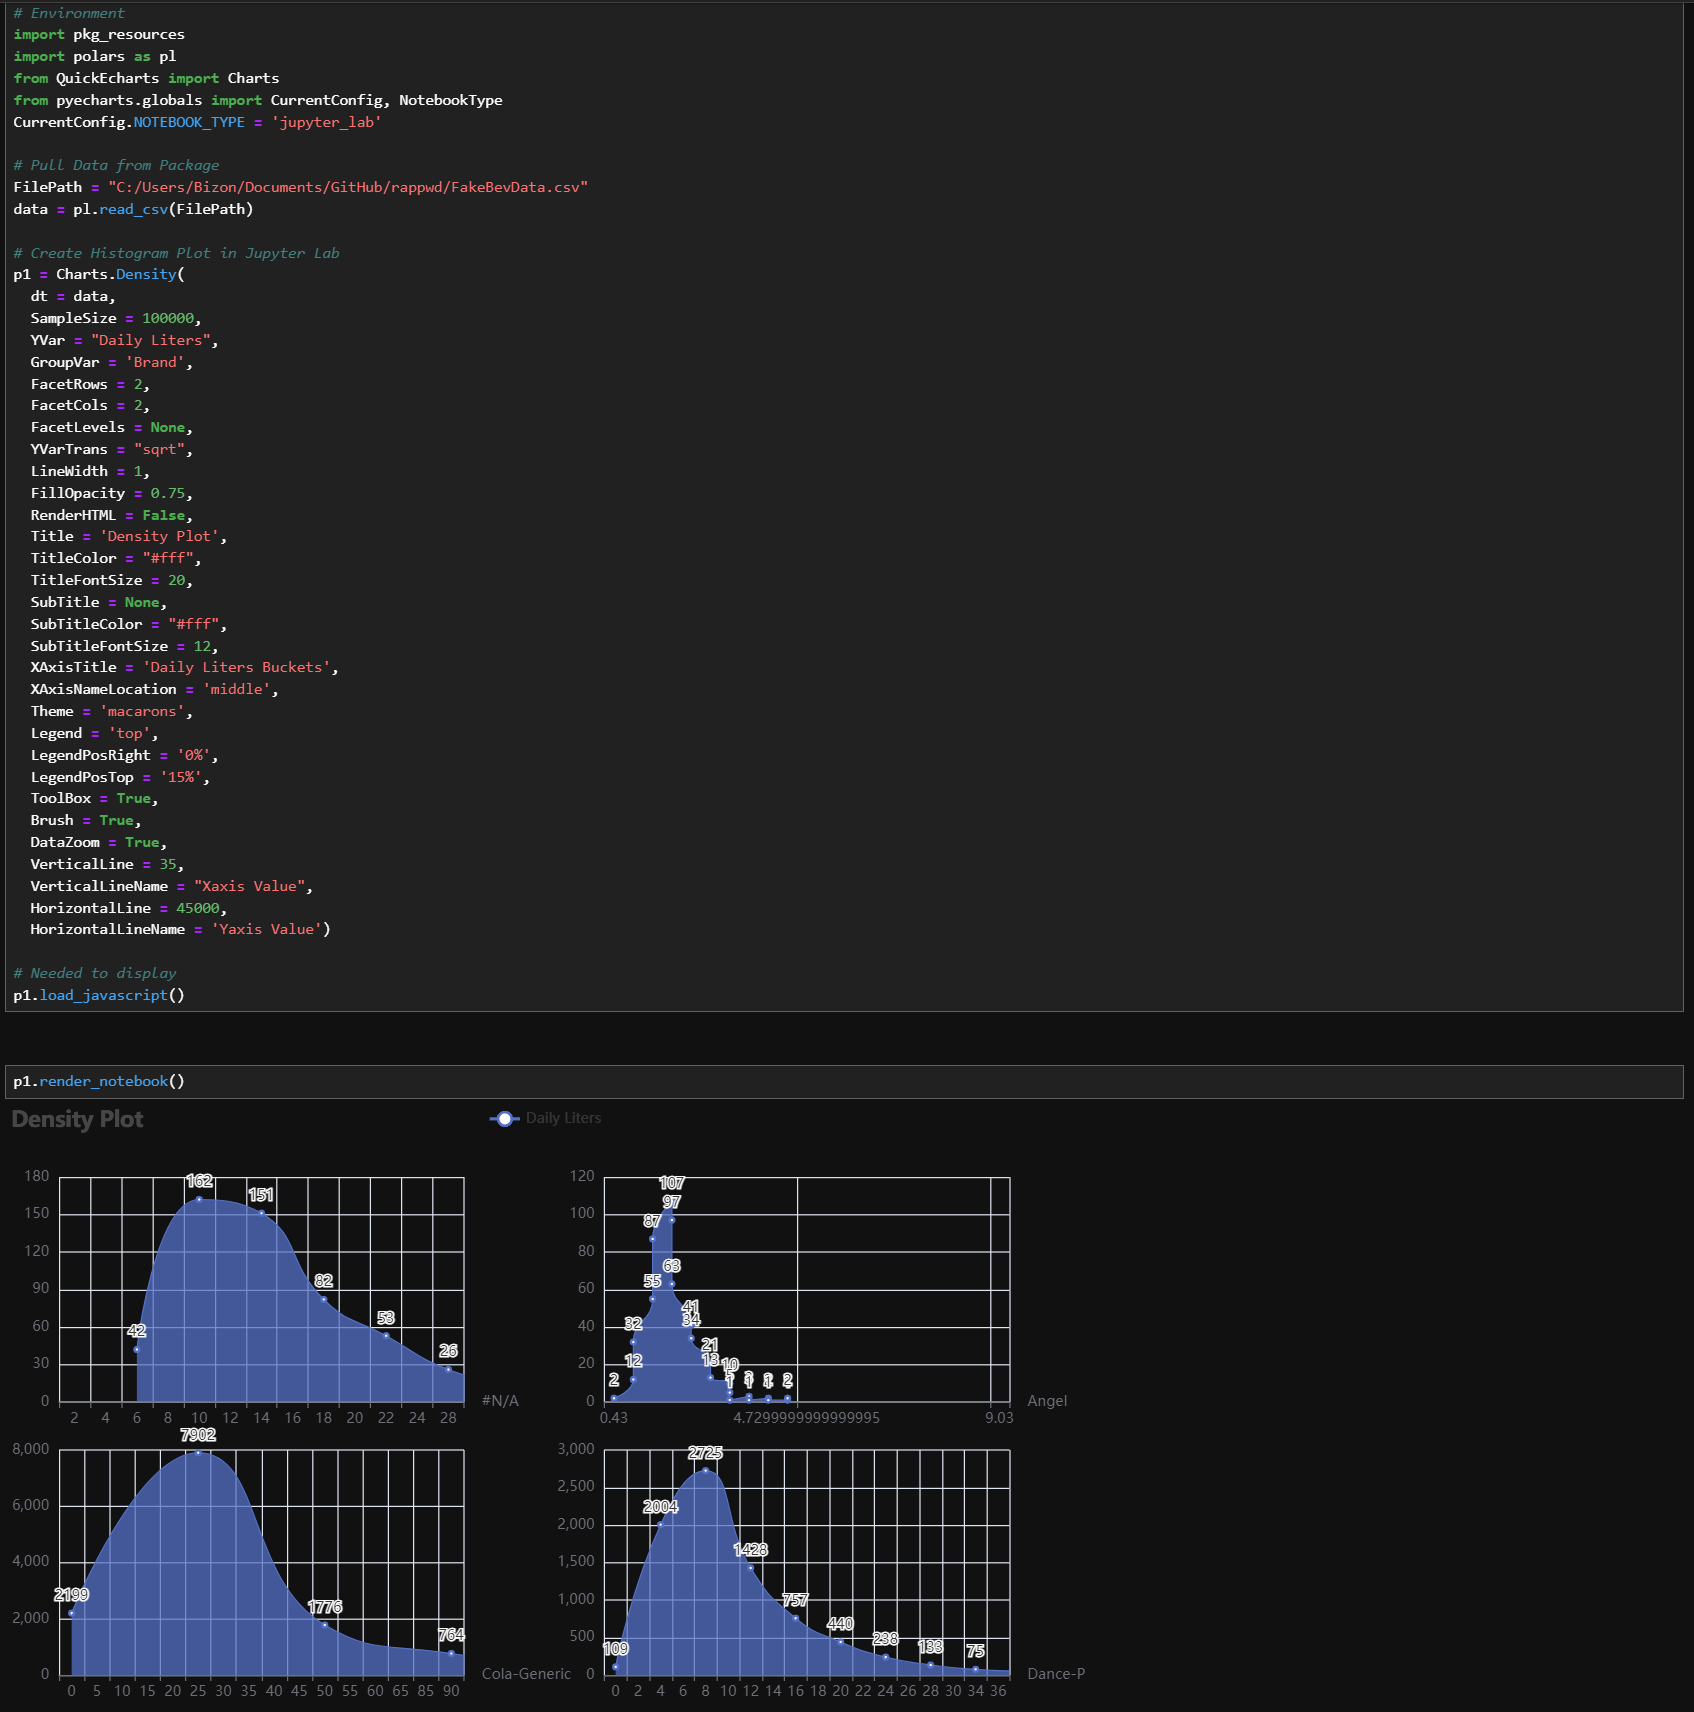 # Environment
import pkg_resources
import polars as pl
from QuickEcharts import Charts
from pyecharts.globals import CurrentConfig, NotebookType
CurrentConfig.NOTEBOOK_TYPE = 'jupyter_lab'
# Pull Data from Package
FilePath = "C:/Users/Bizon/Documents/GitHub/rappwd/FakeBevData.csv"
data = pl.read_csv(FilePath)
# Create Histogram Plot in Jupyter Lab
p1 = Charts.Density(
dt = data,
SampleSize = 100000,
YVar = "Daily Liters",
GroupVar = 'Brand',
FacetRows = 2,
FacetCols = 2,
FacetLevels = None,
YVarTrans = "sqrt",
LineWidth = 1,
FillOpacity = 0.75,
RenderHTML = False,
Title = 'Density Plot',
TitleColor = "#fff",
TitleFontSize = 20,
SubTitle = None,
SubTitleColor = "#fff",
SubTitleFontSize = 12,
XAxisTitle = 'Daily Liters Buckets',
XAxisNameLocation = 'middle',
Theme = 'macarons',
Legend = 'top',
LegendPosRight = '0%',
LegendPosTop = '15%',
ToolBox = True,
Brush = True,
DataZoom = True,
VerticalLine = 35,
VerticalLineName = "Xaxis Value",
HorizontalLine = 45000,
HorizontalLineName = 'Yaxis Value')
# Needed to display
p1.load_javascript()
p1.render_notebook()
Density Plot
Daily Liters
180
150
120
90
60
30
0
42
162
151
82
53
26
2 4 6 8 10 12 14 16 18 20 22 24 28
#N/A
120
100
80
60
40
20
0
107
97
87
63
55
41
34
32
21
13
12
10
2
2
0.43 4.7299999999999995 9.03
Angel
8,000
6,000
4,000
2,000
0
2199
7902
1776
764
0 5 10 15 20 25 30 35 40 45 50 55 60 65 85 90
Cola-Generic
3,000
2,500
2,000
1,500
1,000
500
0
109
2004
2725
1428
757
440
238
133
75
0 2 4 6 8 10 12 14 16 18 20 22 24 26 28 30 34 36
Dance-P